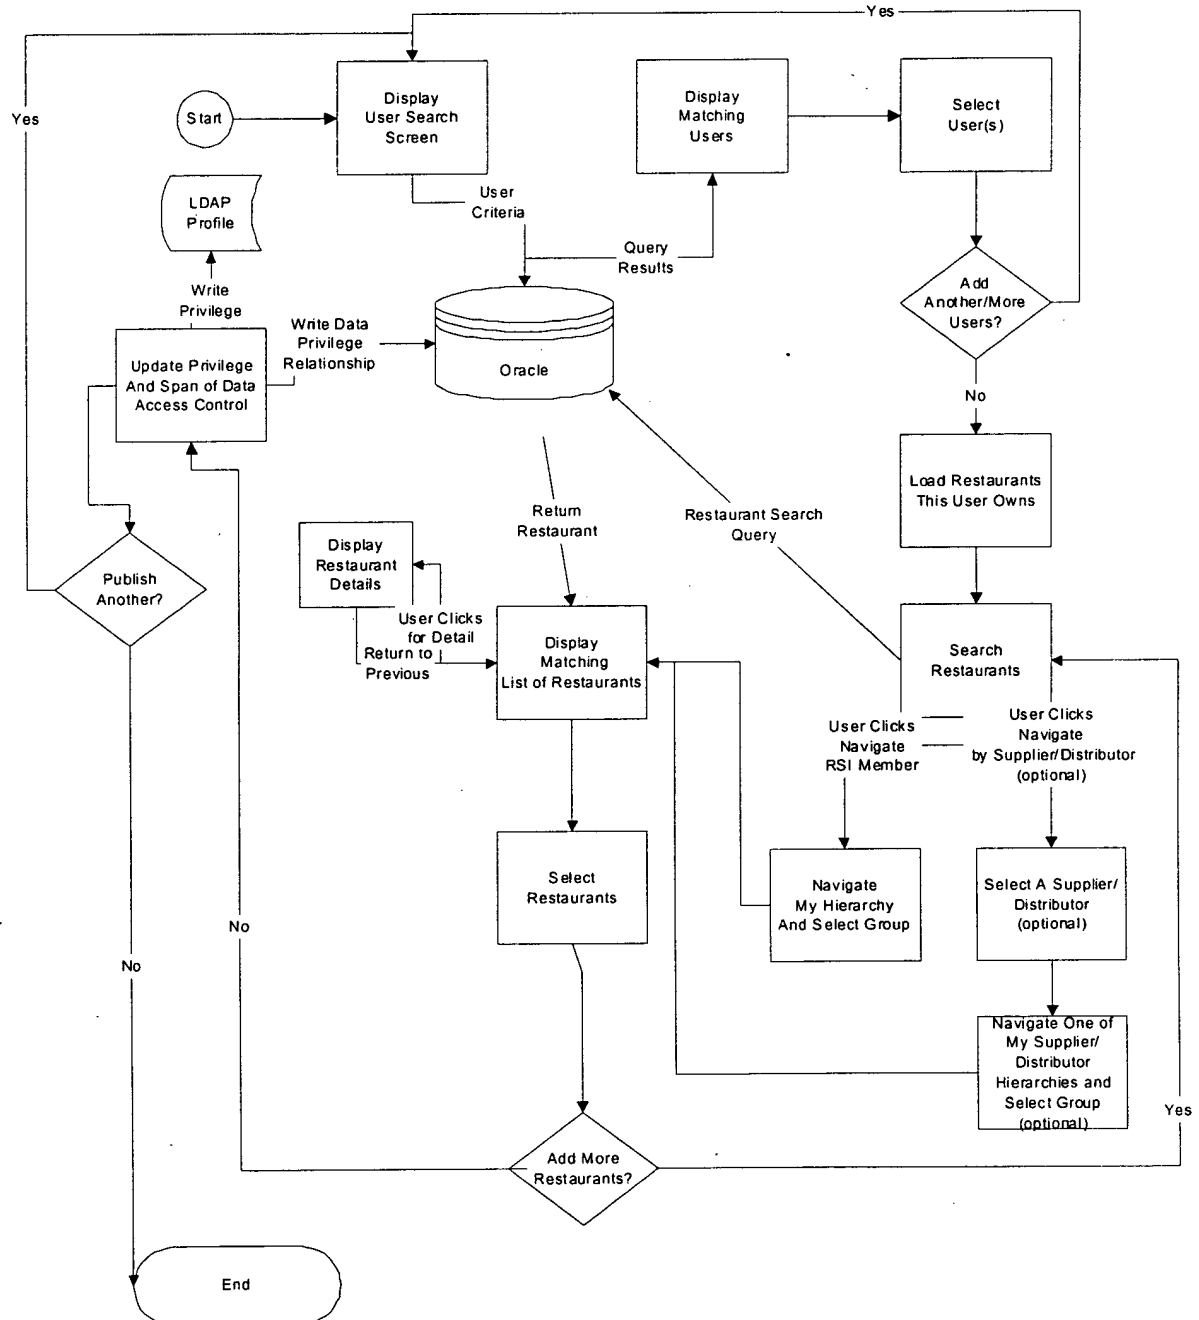 Yes
Yes
Start
Display
User Search
Screen
Display
Matching
Users
Select
User(s)
LDAP
Profile
User
Criteria
Query
Results
Write
Privilege
Write Data
Privilege
Relationship
Add
Another/More
Users?
Update Privilege
And Span of Data
Access Control
Oracle
No
Load Restaurants
This User Owns
Return
Restaurant
Restaurant Search
Query
Display
Restaurant
Details
Publish
Another?
User Clicks
for Detail
Return to
Previous
Display
Matching
List of Restaurants
Search
Restaurants
User Clicks
Navigate
RSI Member
User Clicks
Navigate
by Supplier/Distributor
(optional)
Select
Restaurants
Navigate
My Hierarchy
And Select Group
Select A Supplier/
Distributor
(optional)
No
No
Navigate One of
My Supplier/
Distributor
Hierarchies and
Select Group
(optional)
Yes
Add More
Restaurants?
End